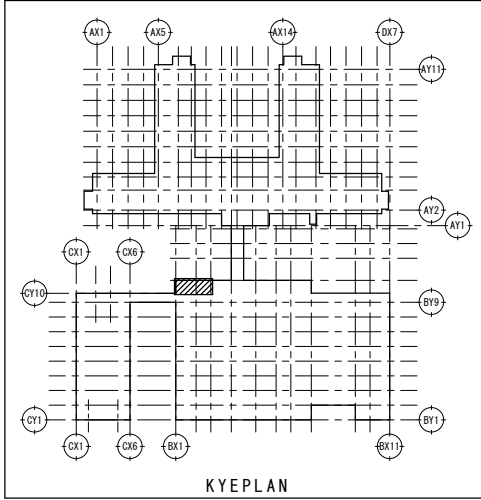 AX1 AX5 AX14 DX7
AY11
AY2
AY1
CX1 CX6
CY10 BY9
CY1 BY1
CX1 CX6 BX1 BX11
KYEPLAN